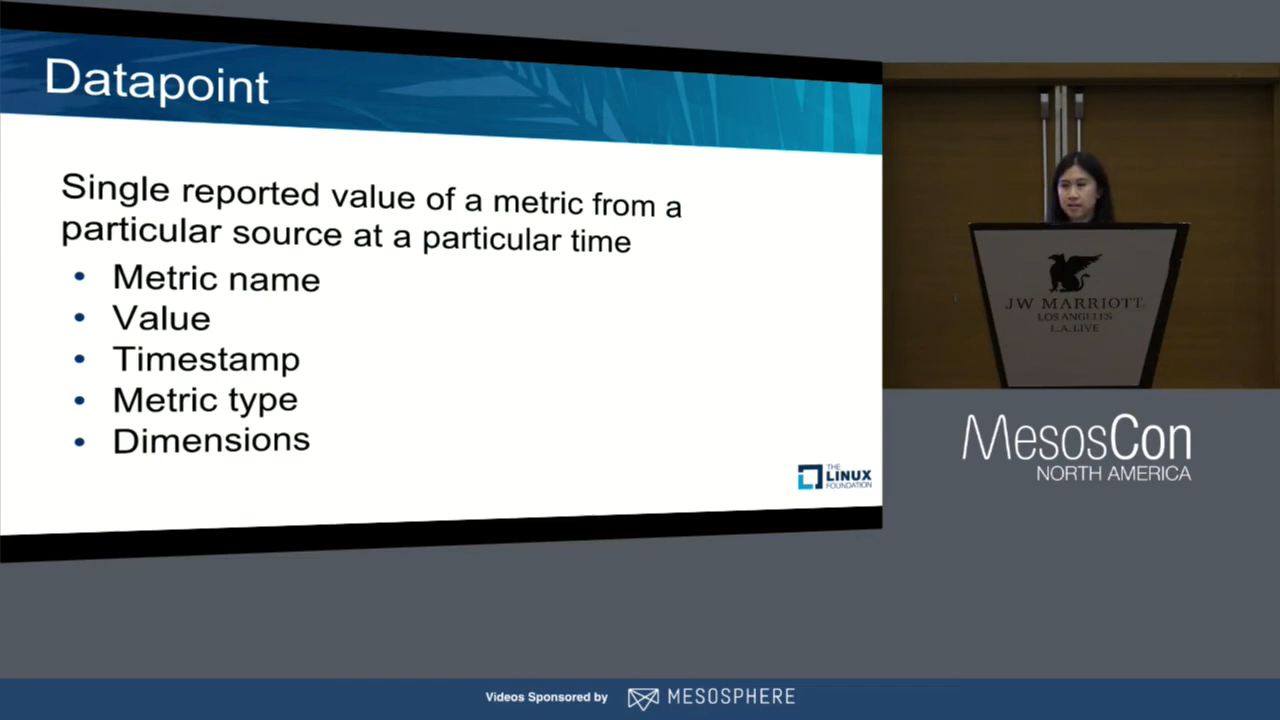 Datapoint
Single reported value of a metric from a
particular source at a particular time
• Metric name
• Value
• Timestamp
• Metric type
• Dimensions
THE
LINUX
FOUNDATION
JW MARRIOTT
LOS ANGELES
L.A. LIVE
MesosCon
NORTH AMERICA
Videos Sponsored by
MESOSPHERE